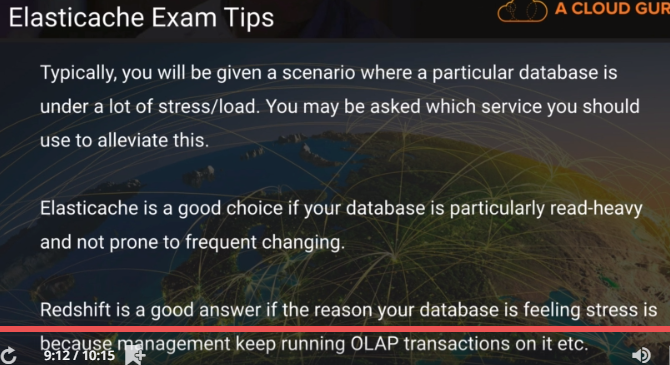 Elasticache Exam Tips
A CLOUD GUR
Typically, you will be given a scenario where a particular database is
under a lot of stress/load. You may be asked which service you should
use to alleviate this.
Elasticache is a good choice if your database is particularly read-heavy
and not prone to frequent changing.
Redshift is a good answer if the reason your database is feeling stress is
because management keep running OLAP transactions on it etc.
9:12 / 10:15